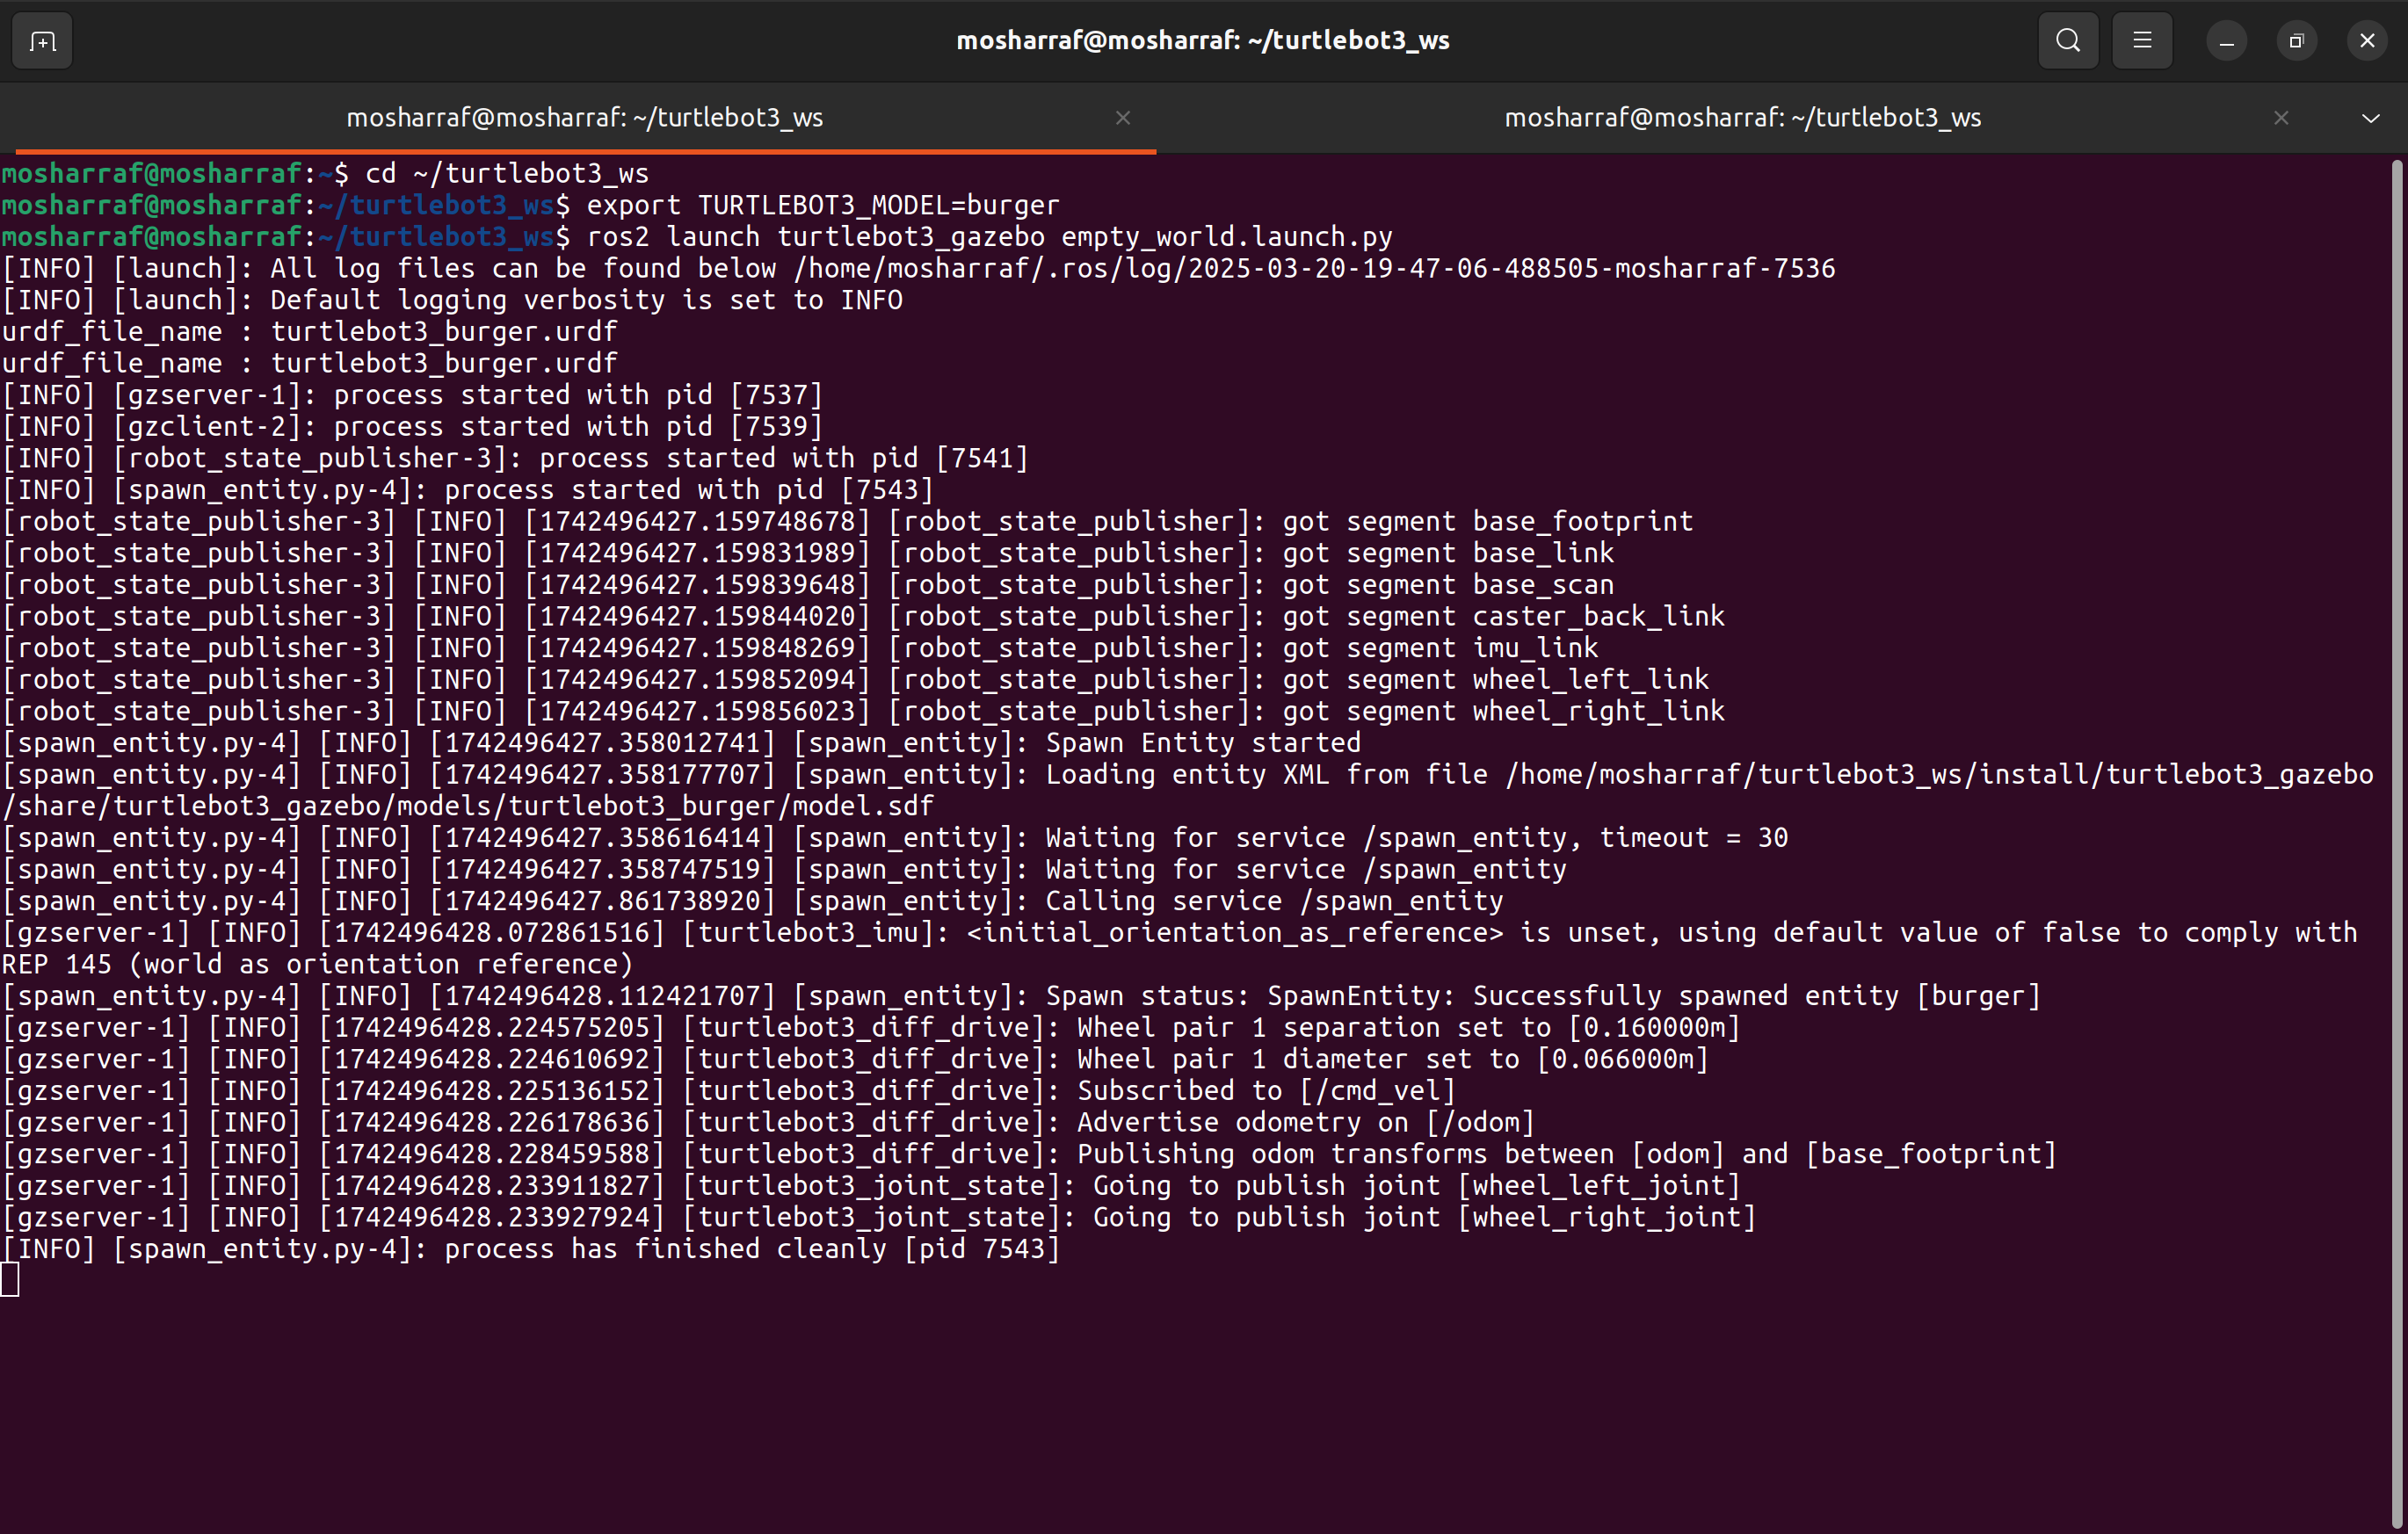 mosharraf@mosharraf: ~/turtlebot3_ws
mosharraf@mosharraf: ~/turtlebot3_ws
mosharraf@mosharraf: ~/turtlebot3_ws
mosharraf@mosharraf:~$ cd ~/turtlebot3_ws
mosharraf@mosharraf:~/turtlebot3_ws$ export TURTLEBOT3_MODEL=burger
mosharraf@mosharraf:~/turtlebot3_ws$ ros2 launch turtlebot3_gazebo empty_world.launch.py
[INFO] [launch]: All log files can be found below /home/mosharraf/.ros/log/2025-03-20-19-47-06-488505-mosharraf-7536
[INFO] [launch]: Default logging verbosity is set to INFO
urdf_file_name : turtlebot3_burger.urdf
urdf_file_name : turtlebot3_burger.urdf
[INFO] [gzserver-1]: process started with pid [7537]
[INFO] [gzclient-2]: process started with pid [7539]
[INFO] [robot_state_publisher-3]: process started with pid [7541]
[INFO] [spawn_entity.py-4]: process started with pid [7543]
[robot_state_publisher-3] [INFO] [1742496427.159748678] [robot_state_publisher]: got segment base_footprint
[robot_state_publisher-3] [INFO] [1742496427.159831989] [robot_state_publisher]: got segment base_link
[robot_state_publisher-3] [INFO] [1742496427.159839648] [robot_state_publisher]: got segment base_scan
[robot_state_publisher-3] [INFO] [1742496427.159844020] [robot_state_publisher]: got segment caster_back_link
[robot_state_publisher-3] [INFO] [1742496427.159848269] [robot_state_publisher]: got segment imu_link
[robot_state_publisher-3] [INFO] [1742496427.159852094] [robot_state_publisher]: got segment wheel_left_link
[robot_state_publisher-3] [INFO] [1742496427.159856023] [robot_state_publisher]: got segment wheel_right_link
[spawn_entity.py-4] [INFO] [1742496427.358012741] [spawn_entity]: Spawn Entity started
[spawn_entity.py-4] [INFO] [1742496427.358177707] [spawn_entity]: Loading entity XML from file /home/mosharraf/turtlebot3_ws/install/turtlebot3_gazebo
/share/turtlebot3_gazebo/models/turtlebot3_burger/model.sdf
[spawn_entity.py-4] [INFO] [1742496427.358616414] [spawn_entity]: Waiting for service /spawn_entity, timeout = 30
[spawn_entity.py-4] [INFO] [1742496427.358747519] [spawn_entity]: Waiting for service /spawn_entity
[spawn_entity.py-4] [INFO] [1742496427.861738920] [spawn_entity]: Calling service /spawn_entity
[gzserver-1] [INFO] [1742496428.072861516] [turtlebot3_imu]: <initial_orientation_as_reference> is unset, using default value of false to comply with
REP 145 (world as orientation reference)
[spawn_entity.py-4] [INFO] [1742496428.112421707] [spawn_entity]: Spawn status: SpawnEntity: Successfully spawned entity [burger]
[gzserver-1] [INFO] [1742496428.224575205] [turtlebot3_diff_drive]: Wheel pair 1 separation set to [0.160000m]
[gzserver-1] [INFO] [1742496428.224610692] [turtlebot3_diff_drive]: Wheel pair 1 diameter set to [0.066000m]
[gzserver-1] [INFO] [1742496428.225136152] [turtlebot3_diff_drive]: Subscribed to [/cmd_vel]
[gzserver-1] [INFO] [1742496428.226178636] [turtlebot3_diff_drive]: Advertise odometry on [/odom]
[gzserver-1] [INFO] [1742496428.228459588] [turtlebot3_diff_drive]: Publishing odom transforms between [odom] and [base_footprint]
[gzserver-1] [INFO] [1742496428.233911827] [turtlebot3_joint_state]: Going to publish joint [wheel_left_joint]
[gzserver-1] [INFO] [1742496428.233927924] [turtlebot3_joint_state]: Going to publish joint [wheel_right_joint]
[INFO] [spawn_entity.py-4]: process has finished cleanly [pid 7543]